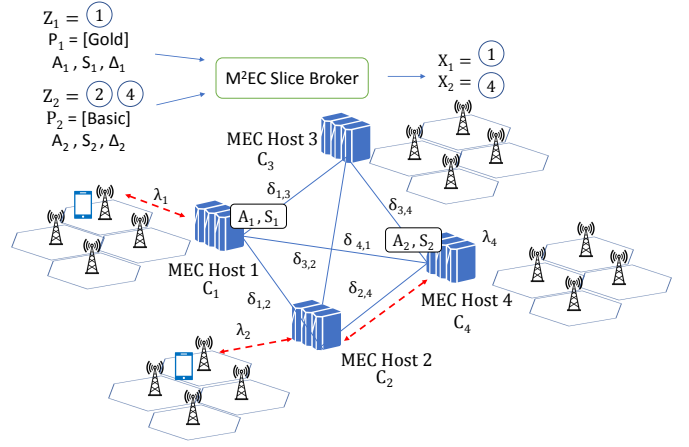 Z₁ = 1
P₁ = [Gold]
A₁ , S₁ , Δ₁
Z₂ = 2 4
P₂ = [Basic]
A₂ , S₂ , Δ₂
M²EC Slice Broker
X₁ = 1
X₂ = 4
MEC Host 3
C₃
δ₁,₃
δ₃,₄
λ₁
A₁ , S₁
δ ₄,₁
A₂ , S₂
λ₄
MEC Host 1
C₁
δ₃,₂
δ₁,₂
δ₂,₄
MEC Host 4
C₄
λ₂
MEC Host 2
C₂